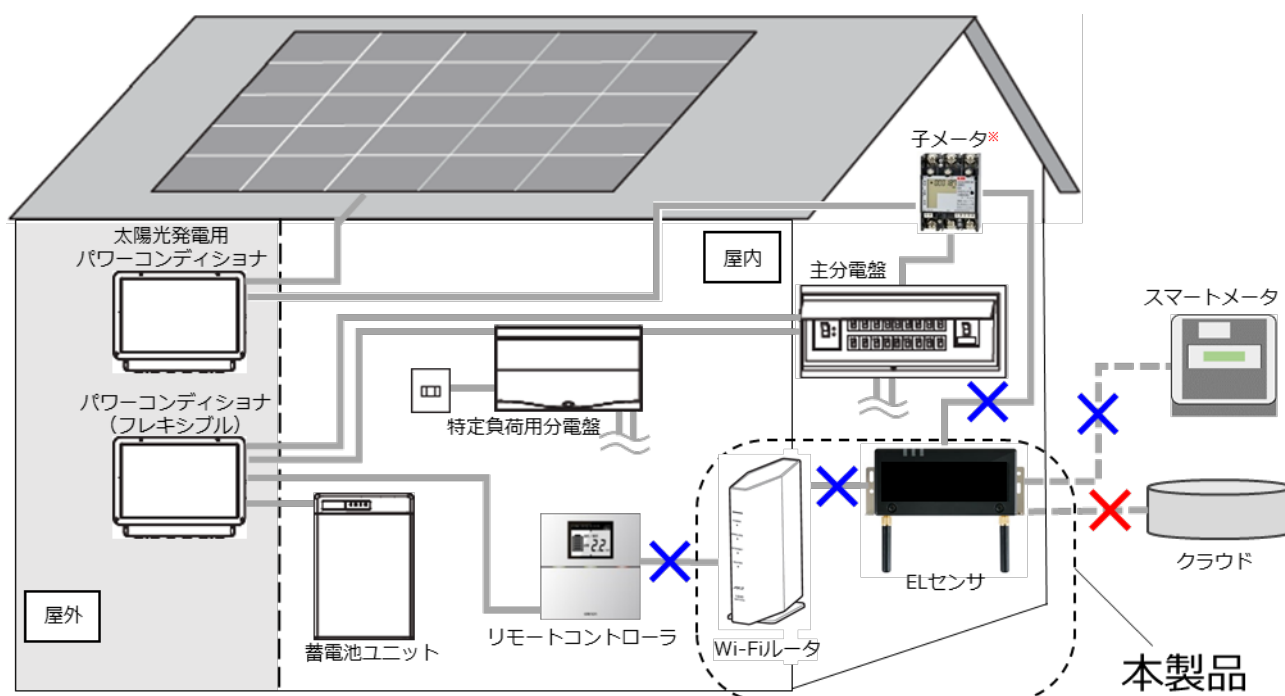 子メータ※
太陽光発電用
パワーコンディショナ
屋内
主分電盤
スマートメータ
パワーコンディショナ
（フレキシブル）
特定負荷用分電盤
クラウド
ELセンサ
屋外
蓄電池ユニット
リモートコントローラ
Wi-Fiルータ
本製品